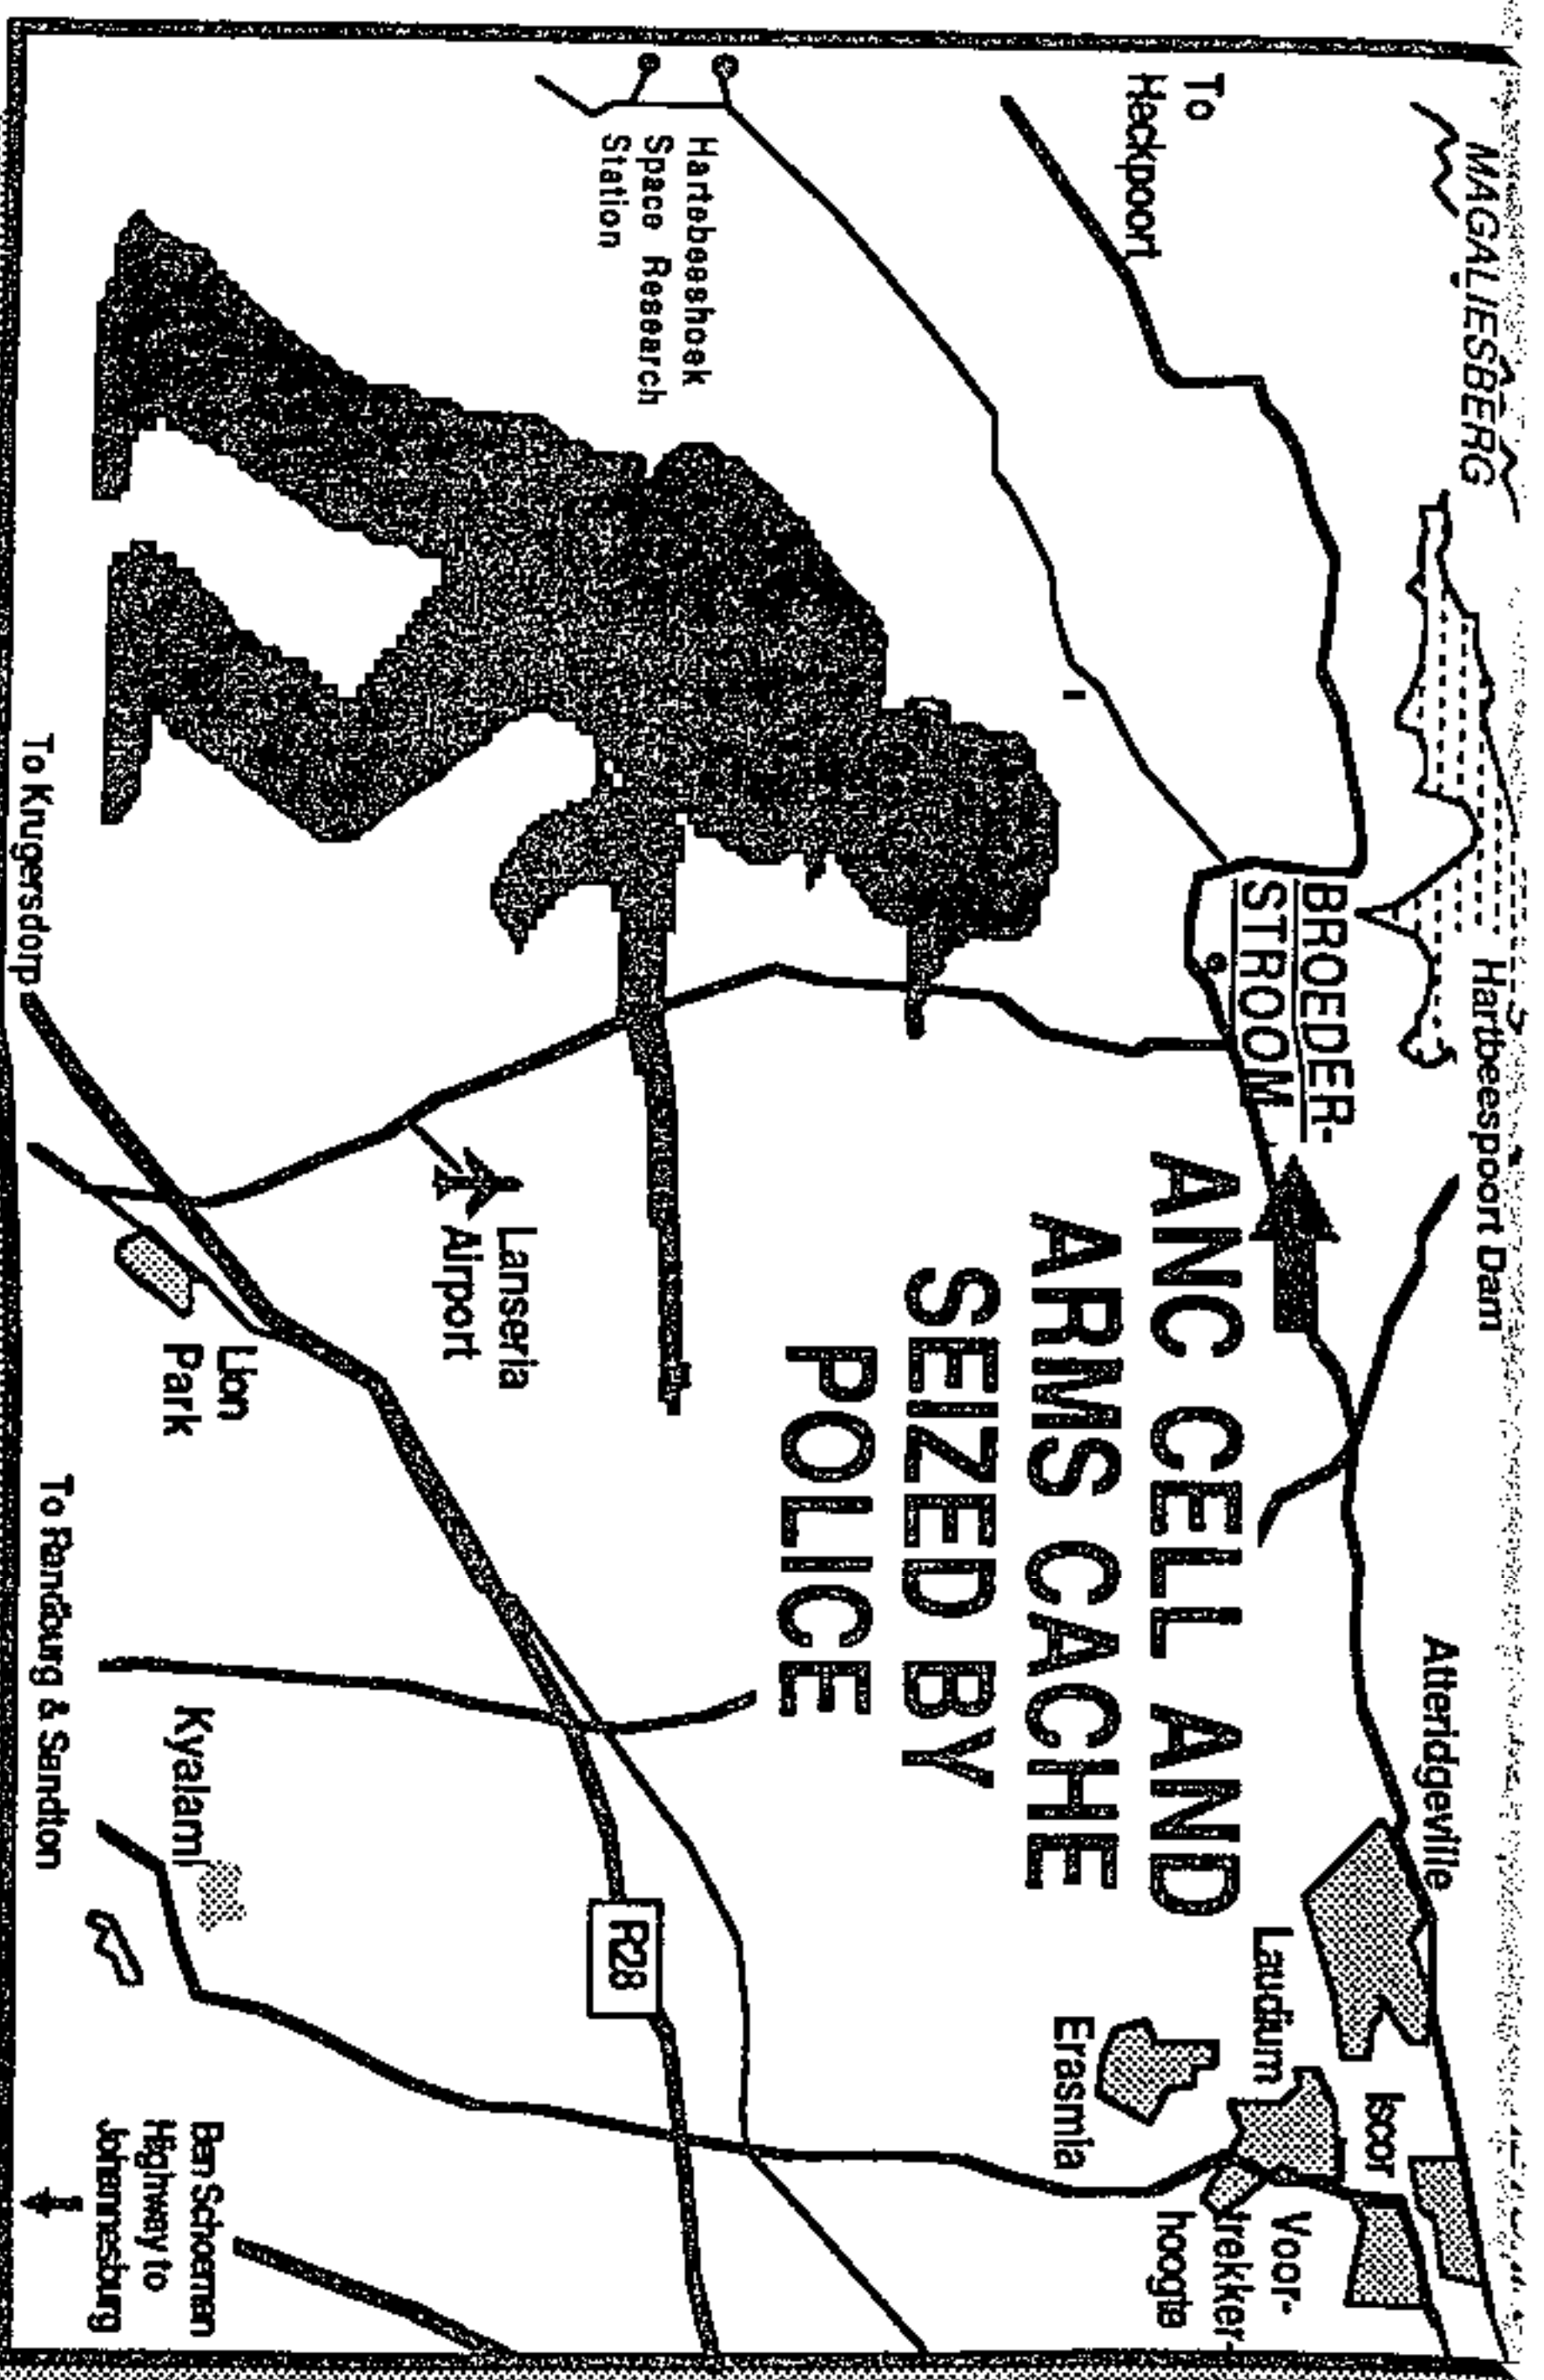 MAGALIESBERG
Hartbeespoort Dam
To
Heckpoort
BROEDER-
STROOM
Atteridgeville
Iscor
Laudium
Voor-
trekker-
hoogte
Erasmia
ANC CELL AND
ARMS CACHE
SEIZED BY
POLICE
Hartebeeshoek
Space Research
Station
Lanseria
Airport
R28
Lion
Park
Kyalami
Ben Schoeman
Highway to
Johannesburg
To Krugersdorp
To Randburg & Sandton